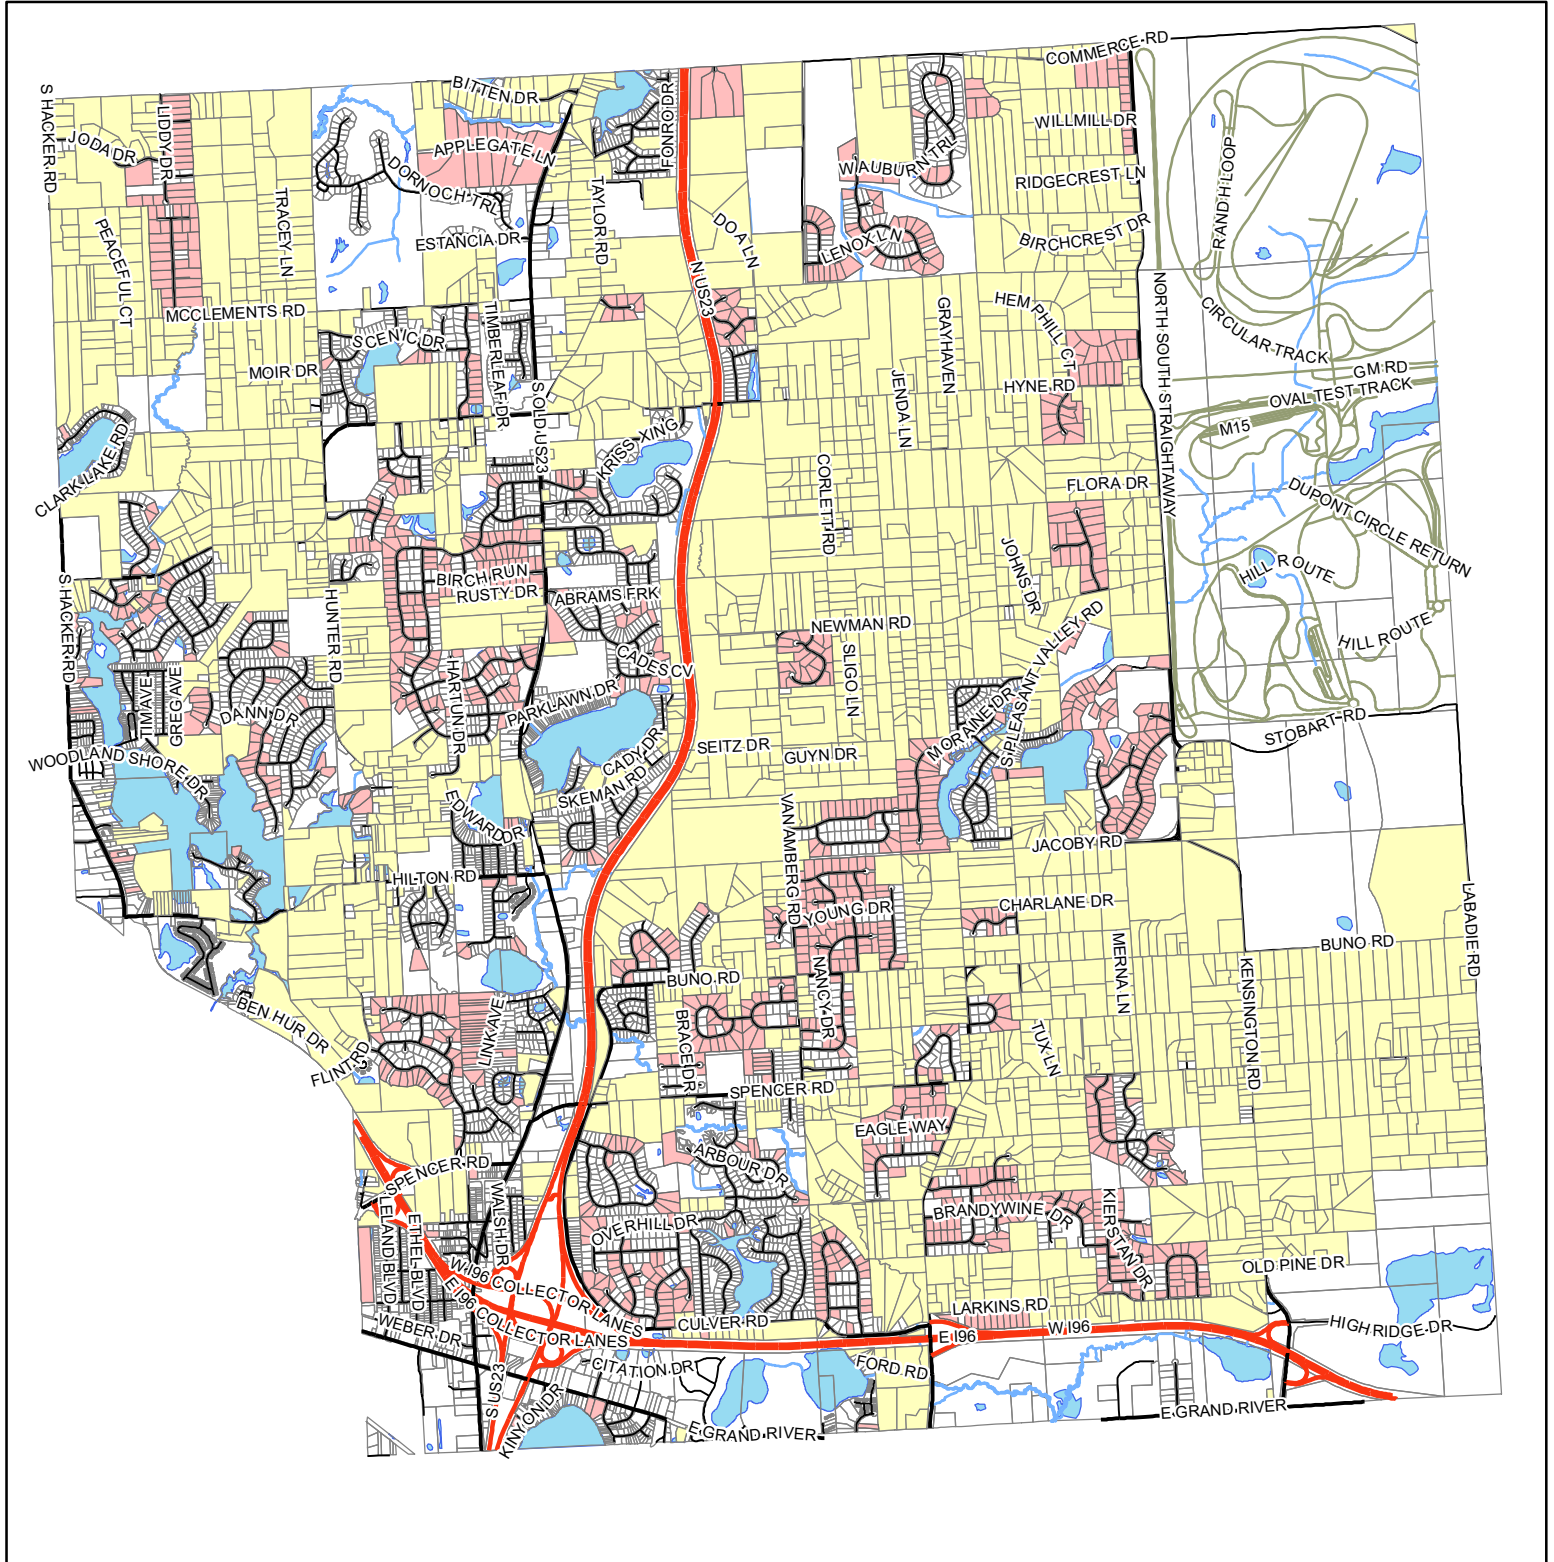 COMMERCE RD
BITTEN DR
S HACKER RD
FONRO DR
LIDDY DR
WILLMILL DR
JODA DR
APPLEGATE LN
RAND H LOOP
W AUBURN TRL
DORNOCH TRL
RIDGECREST LN
TRACEY LN
TAYLOR RD
PEACEFUL CT
DO A LN
ESTANCIA DR
LENOX LN
BIRCHCREST DR
N US23
MCCLEMENTS RD
TIMBERLEAF DR
GRAYHAVEN
HEM PHILL CT
NORTH-SOUTH STRAIGHTAWAY
CIRCULAR TRACK
SCENIC DR
MOIR DR
GM RD
HYNE RD
OVAL TEST TRACK
JENDA LN
S OLD US23
M15
KRISS XING
CLARK LAKE RD
CORLETT RD
FLORA DR
DUPONT CIRCLE RETURN
JOHNS DR
HILL ROUTE
BIRCH RUN
RUSTY DR
ABRAMS FRK
S HACKER RD
HUNTER RD
NEWMAN RD
S PLEASANT VALLEY RD
HILL ROUTE
CADES CV
SLIGO LN
HARTUN DR
TIM AVE
GREG AVE
PARKLAWN DR
DANN DR
MORAINE DR
STOBART RD
CADY DR
SEITZ DR
GUYN DR
WOODLAND SHORE DR
SKEMAN RD
EDWARD DR
VAN AMBERG RD
JACOBY RD
HILTON RD
LABADIE RD
CHARLANE DR
YOUNG DR
BUNO RD
MERNA LN
KENSINGTON RD
BUNO RD
NANCY DR
LINK AVE
BEN HUR DR
BRAGE DR
TUX LN
FLINT RD
SPENCER RD
EAGLE WAY
ARBOUR DR
SPENCER RD
WALSH DR
KIERSTAN DR
LELAND BLVD
ETHEL BLVD
BRANDYWINE DR
OVERHILL DR
OLD PINE DR
W I96 COLLECTOR LANES
E I96 COLLECTOR LANES
LARKINS RD
WEBER DR
CULVER RD
E I96
W I96
HIGH RIDGE DR
CITATION DR
FORD RD
S US23
KINYON DR
E GRAND RIVER
E GRAND RIVER